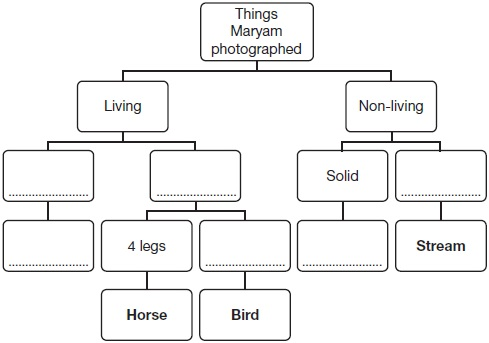 Things
Maryam
photographed
Living
Non-living
Solid
4 legs
Stream
Horse
Bird